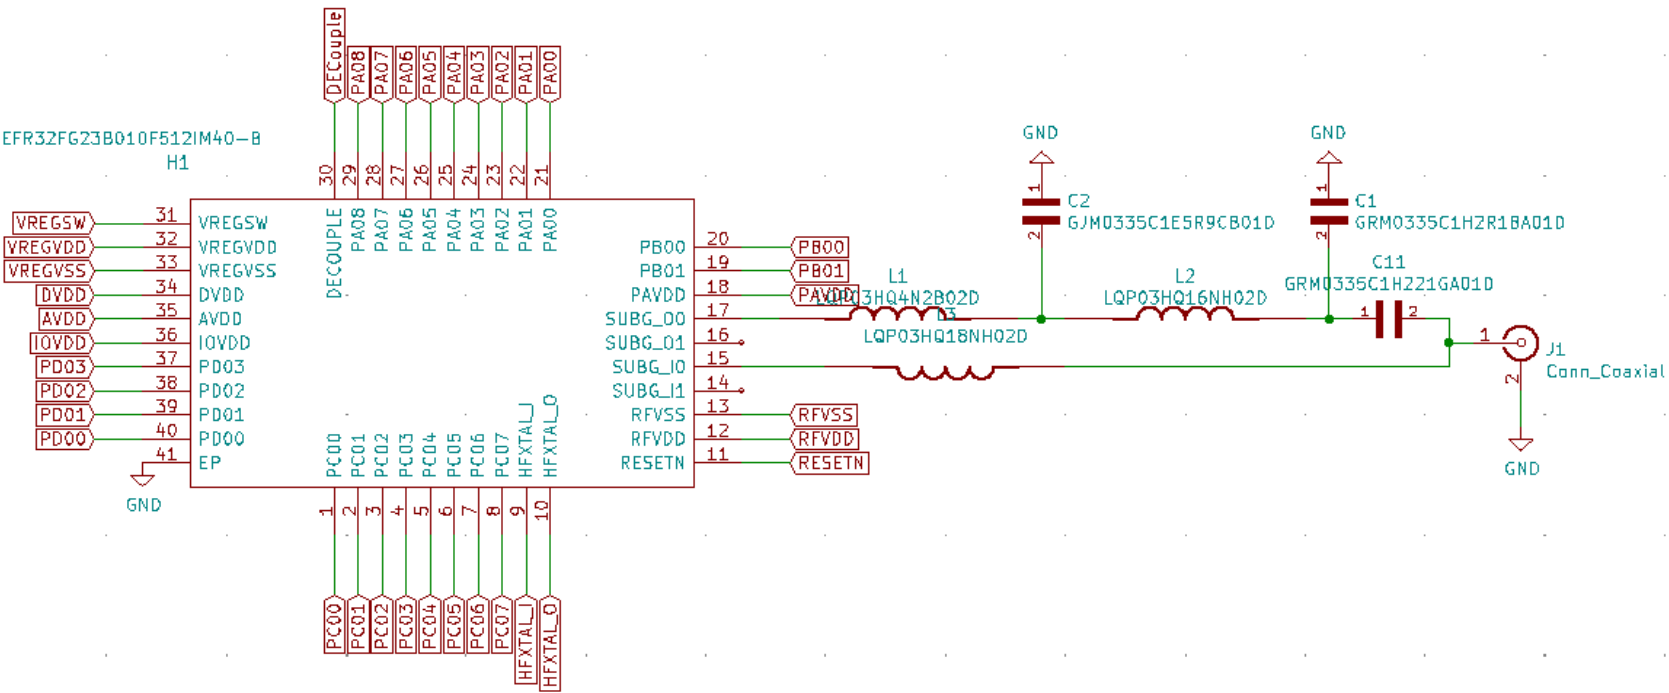 DECouple
PA08
PA07
PA06
PA05
PA04
PA03
PA02
PA01
PA00
EFR32FG23B010F512IM40-B
H1
30
29
28
27
26
25
24
23
22
21
DECOUPLE
PA08
PA07
PA06
PA05
PA04
PA03
PA02
PA01
PA00
VREGSW 31 VREGSW
VREGVDD 32 VREGVDD
VREGVSS 33 VREGVSS
DVDD 34 DVDD
AVDD 35 AVDD
IOVDD 36 IOVDD
PD03 37 PD03
PD02 38 PD02
PD01 39 PD01
PD00 40 PD00
41 EP
GND
PB00 20 PB00
PB01 19 PB01
PAVDD 18 PAVDD
SUBG_O0 17
SUBG_O1 16
SUBG_I0 15
SUBG_I1 14
RFVSS 13 RFVSS
RFVDD 12 RFVDD
RESETN 11 RESETN
PC00
PC01
PC02
PC03
PC04
PC05
PC06
PC07
HFXTAL_I
HFXTAL_O
1
2
3
4
5
6
7
8
9
10
PC00
PC01
PC02
PC03
PC04
PC05
PC06
PC07
HFXTAL_I
HFXTAL_O
L1
LQP03HQ4N2B02D
L3
LQP03HQ18NH02D
GND
1
C2
GJM0335C1E5R9CB01D
2
L2
LQP03HQ16NH02D
GND
1
C1
GRM0335C1H2R1BA01D
2
C11
GRM0335C1H221GA01D
1 2
1
J1
Conn_Coaxial
2
GND